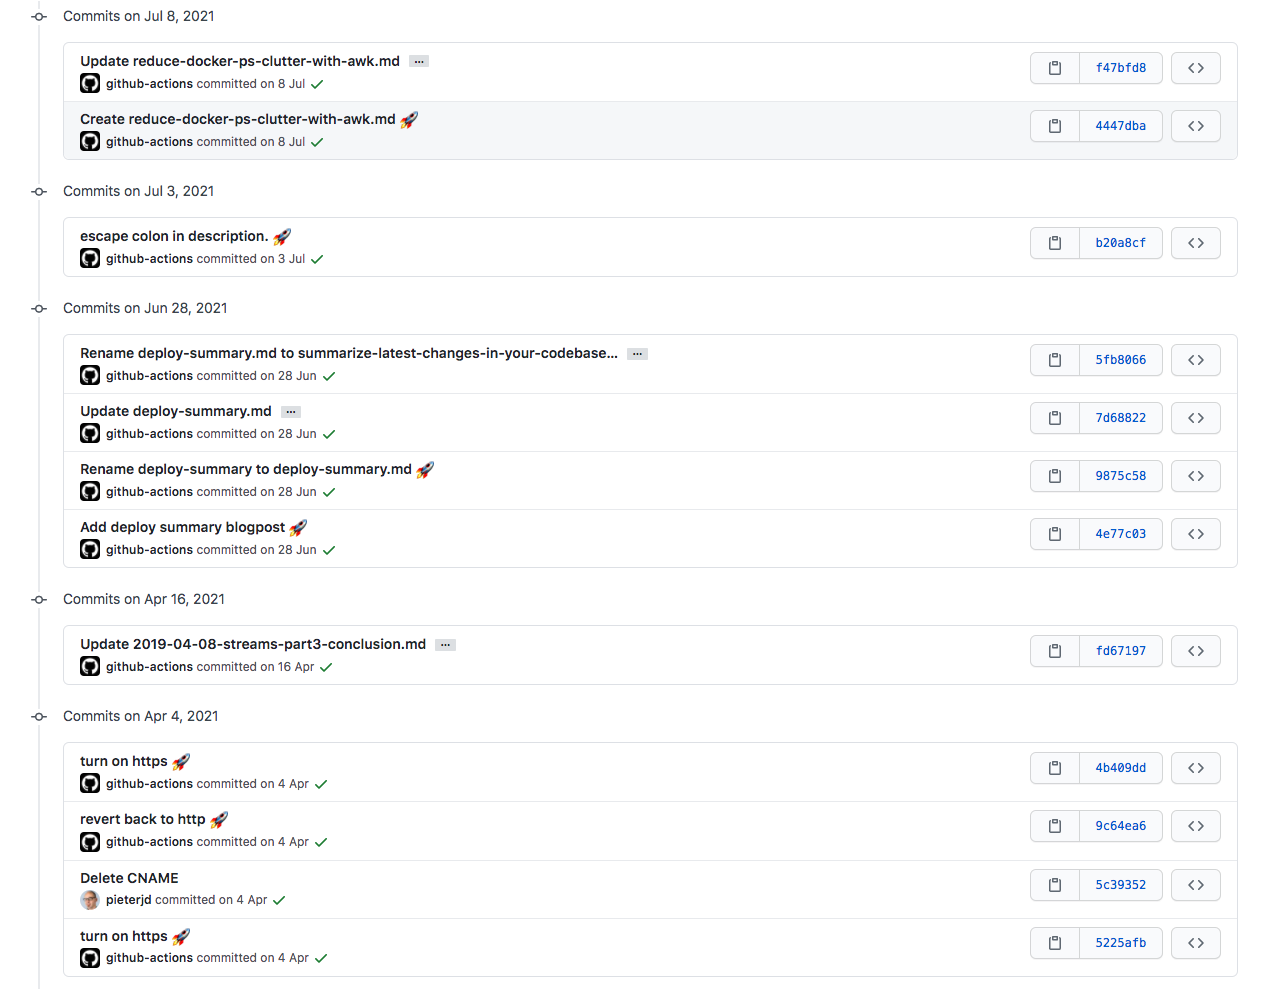 Commits on Jul 8, 2021
Update reduce-docker-ps-clutter-with-awk.md ...
github-actions committed on 8 Jul
f47bfd8
Create reduce-docker-ps-clutter-with-awk.md 🚀
github-actions committed on 8 Jul
4447dba
Commits on Jul 3, 2021
escape colon in description. 🚀
github-actions committed on 3 Jul
b20a8cf
Commits on Jun 28, 2021
Rename deploy-summary.md to summarize-latest-changes-in-your-codebase... ...
github-actions committed on 28 Jun
5fb8066
Update deploy-summary.md ...
github-actions committed on 28 Jun
7d68822
Rename deploy-summary to deploy-summary.md 🚀
github-actions committed on 28 Jun
9875c58
Add deploy summary blogpost 🚀
github-actions committed on 28 Jun
4e77c03
Commits on Apr 16, 2021
Update 2019-04-08-streams-part3-conclusion.md ...
github-actions committed on 16 Apr
fd67197
Commits on Apr 4, 2021
turn on https 🚀
github-actions committed on 4 Apr
4b409dd
revert back to http 🚀
github-actions committed on 4 Apr
9c64ea6
Delete CNAME
pieterjd committed on 4 Apr
5c39352
turn on https 🚀
github-actions committed on 4 Apr
5225afb